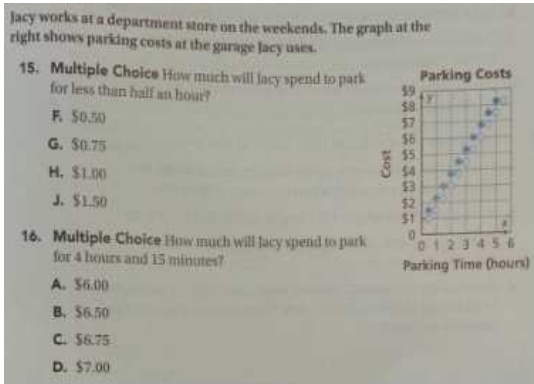 Jacy works at a department store on the weekends. The graph at the
right shows parking costs at the garage Jacy uses.
15. Multiple Choice How much will Jacy spend to park
for less than half an hour?
F. $0.50
G. $0.75
H. $1.00
J. $1.50
16. Multiple Choice How much will Jacy spend to park
for 4 hours and 15 minutes?
A. $6.00
B. $6.50
C. $6.75
D. $7.00
Parking Costs
$9
y
$8
$7
$6
$5
$4
$3
$2
$1
0
x
0 1 2 3 4 5 6
Cost
Parking Time (hours)